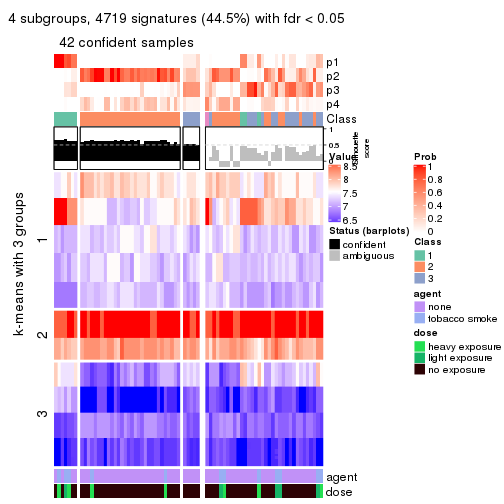 4 subgroups, 4719 signatures (44.5%) with fdr < 0.05
42 confident samples
p1
p2
p3
p4
Class
1
0.5
0
silhouette
score
Value
8.5
8
7.5
7
6.5
Status (barplots)
confident
ambiguous
Prob
1
0.8
0.6
0.4
0.2
0
Class
1
2
3
agent
none
tobacco smoke
dose
heavy exposure
light exposure
no exposure
k-means with 3 groups
1
2
3
agent
dose